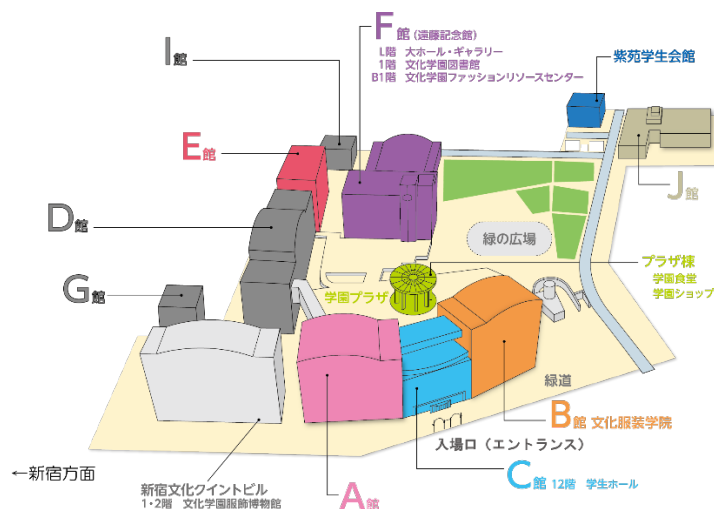 F館 (遠藤記念館)
L階 大ホール・ギャラリー
1階 文化学園図書館
B1階 文化学園ファッションリソースセンター
I館
紫苑学生会館
E館
J館
D館
緑の広場
プラザ棟
学園食堂
学園ショップ
G館
学園プラザ
緑道
B館 文化服装学院
入場口（エントランス）
←新宿方面
C館 12階 学生ホール
新宿文化クイントビル
1・2階 文化学園服飾博物館
A館